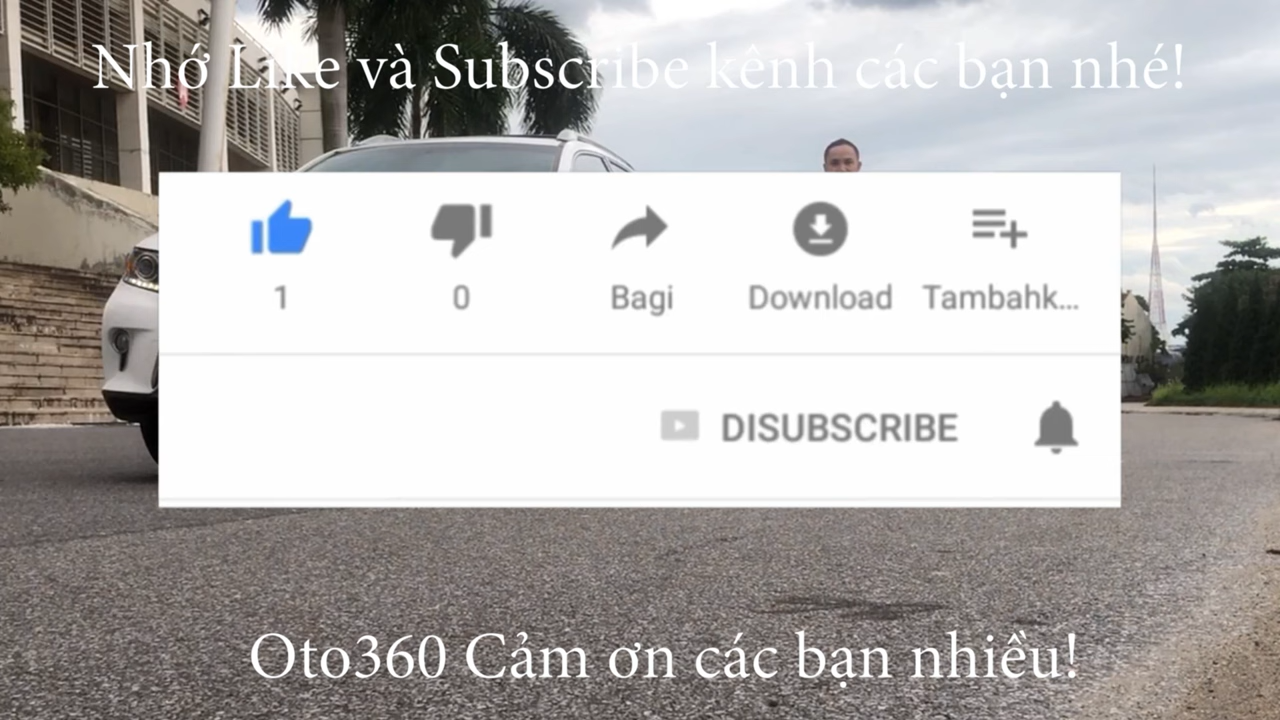 Nhớ Like và Subscribe kênh các bạn nhé!
1 0 Bagi Download Tambahk...
DISUBSCRIBE
Oto360 Cảm ơn các bạn nhiều!